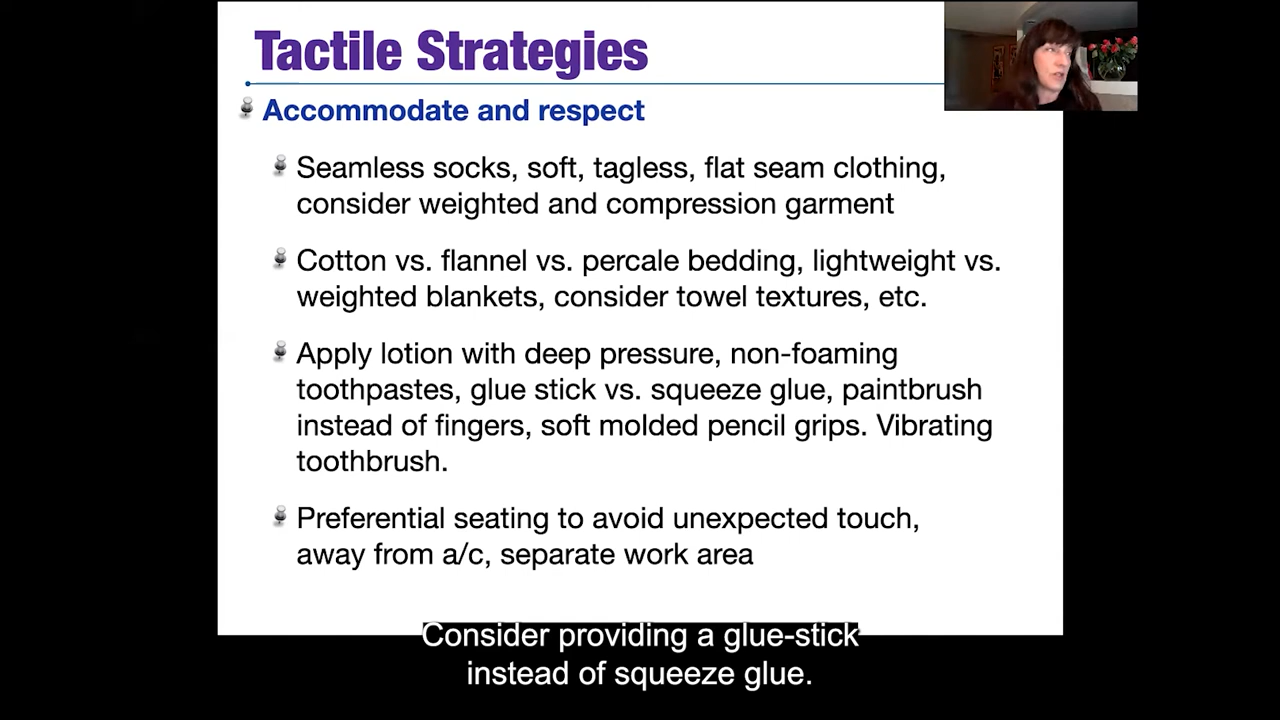 Tactile Strategies
Accommodate and respect
Seamless socks, soft, tagless, flat seam clothing,
consider weighted and compression garment
Cotton vs. flannel vs. percale bedding, lightweight vs.
weighted blankets, consider towel textures, etc.
Apply lotion with deep pressure, non-foaming
toothpastes, glue stick vs. squeeze glue, paintbrush
instead of fingers, soft molded pencil grips. Vibrating
toothbrush.
Preferential seating to avoid unexpected touch,
away from a/c, separate work area
Consider providing a glue-stick
instead of squeeze glue.